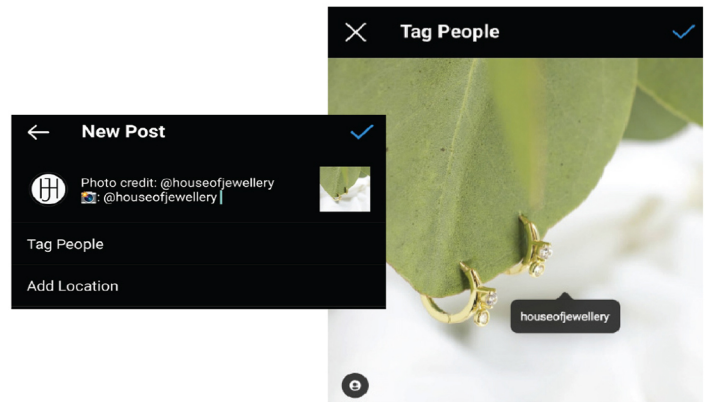 New Post
Photo credit: @houseofjewellery
📷: @houseofjewellery
Tag People
Add Location
Tag People
houseofjewellery